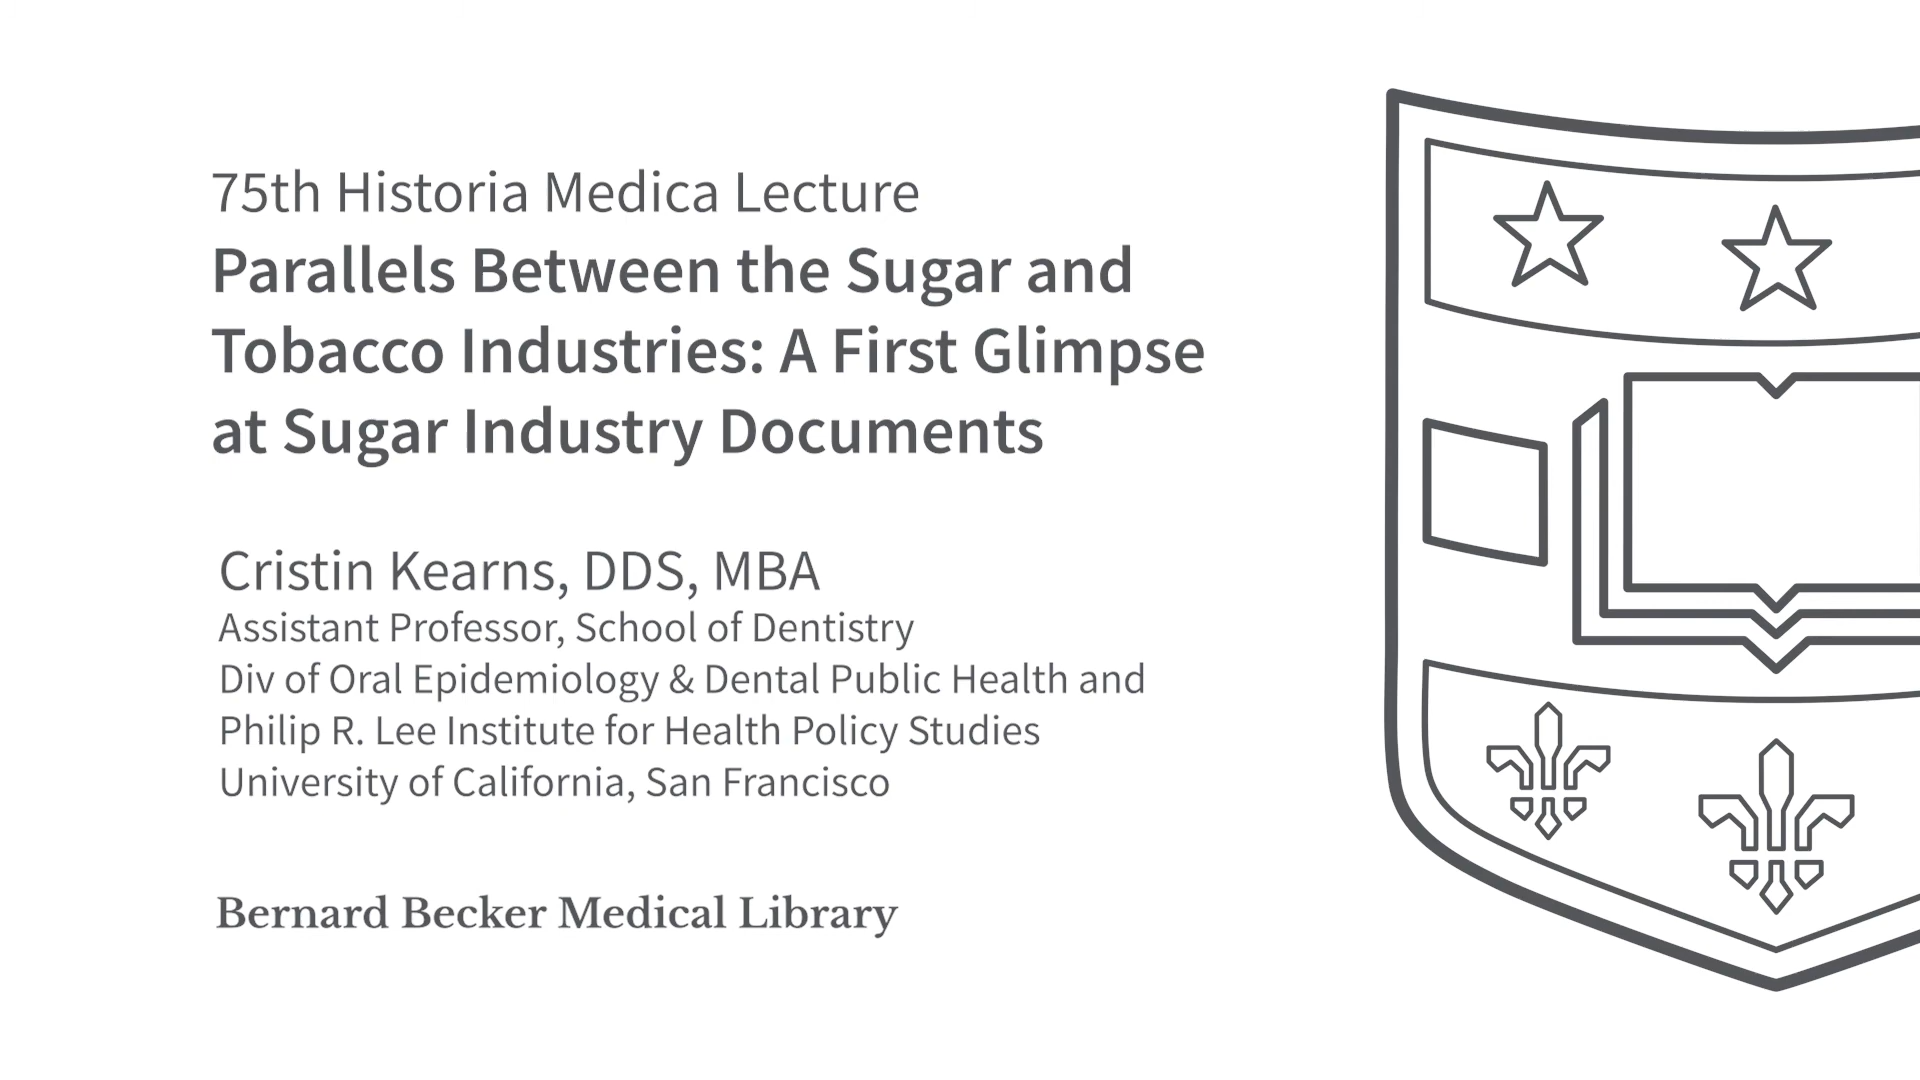 75th Historia Medica Lecture
Parallels Between the Sugar and
Tobacco Industries: A First Glimpse
at Sugar Industry Documents
Cristin Kearns, DDS, MBA
Assistant Professor, School of Dentistry
Div of Oral Epidemiology & Dental Public Health and
Philip R. Lee Institute for Health Policy Studies
University of California, San Francisco
Bernard Becker Medical Library